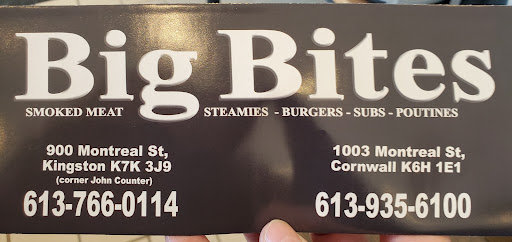 Big Bites
SMOKED MEAT STEAMIES - BURGERS - SUBS - POUTINES
900 Montreal St,
Kingston K7K 3J9
(corner John Counter)
613-766-0114
1003 Montreal St,
Cornwall K6H 1E1
613-935-6100